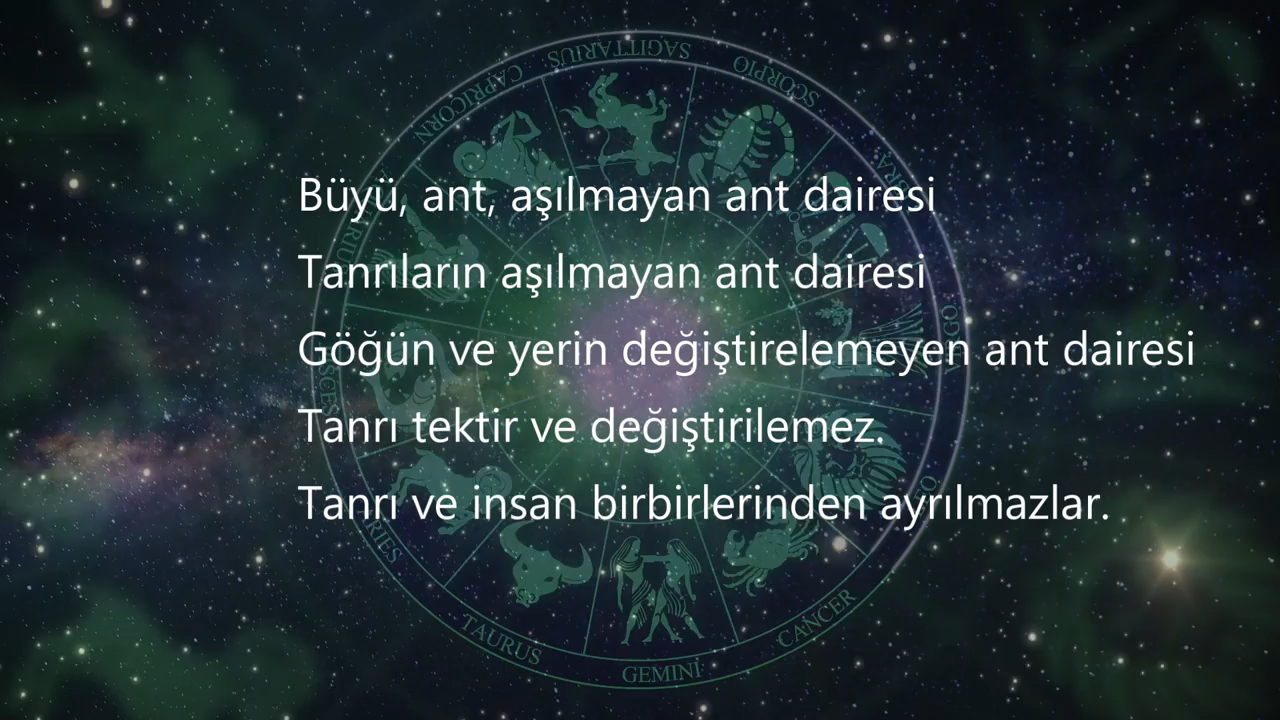 Büyü, ant, aşılmayan ant dairesi
Tanrıların aşılmayan ant dairesi
Göğün ve yerin değiştirelemeyen ant dairesi
Tanrı tektir ve değiştirilemez.
Tanrı ve insan birbirlerinden ayrılmazlar.
SAGITTARIUS
SCORPIO
CAPRICORN
TAURUS
GEMINI
CANCER